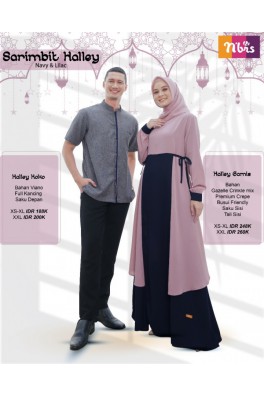 Sarimbit Halley
Navy & Lilac
Nbrs
Halley Koko
Bahan Viano
Full Kancing
Saku Depan
XS-XL IDR 189K
XXL IDR 200K
Halley Gamis
Bahan
Gazelle Crinkle mix
Premium Crepe
Busui Friendly
Saku Sisi
Tali Sisi
XS-XL IDR 249K
XXL IDR 260K